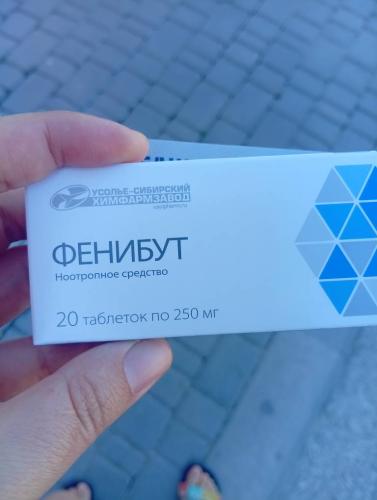 УСОЛЬЕ-СИБИРСКИЙ
ХИМФАРМЗАВОД
ФЕНИБУТ
Ноотропное средство
20 таблеток по 250 мг